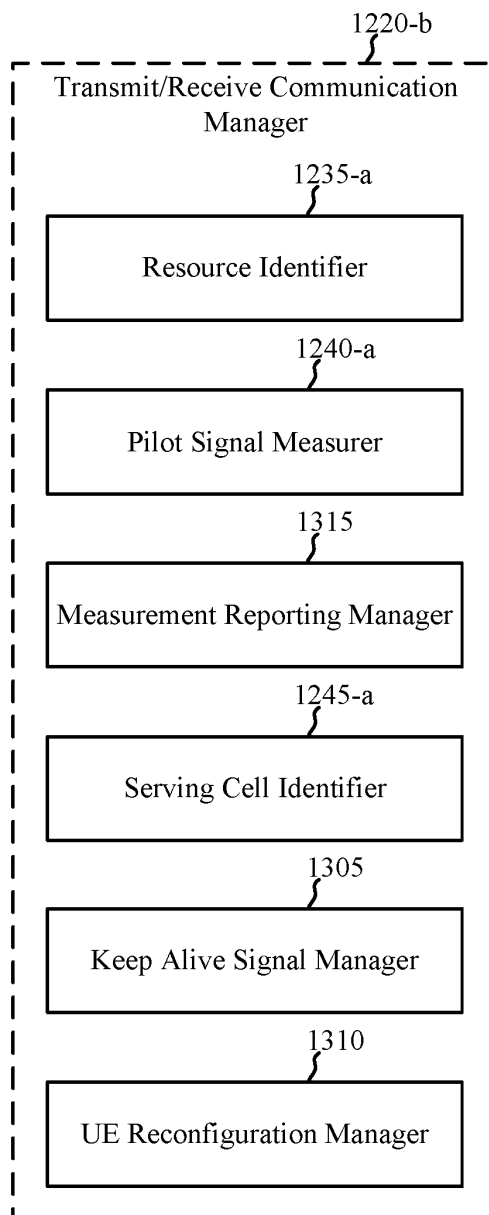 1220-b
Transmit/Receive Communication
Manager
1235-a
Resource Identifier
1240-a
Pilot Signal Measurer
1315
Measurement Reporting Manager
1245-a
Serving Cell Identifier
1305
Keep Alive Signal Manager
1310
UE Reconfiguration Manager